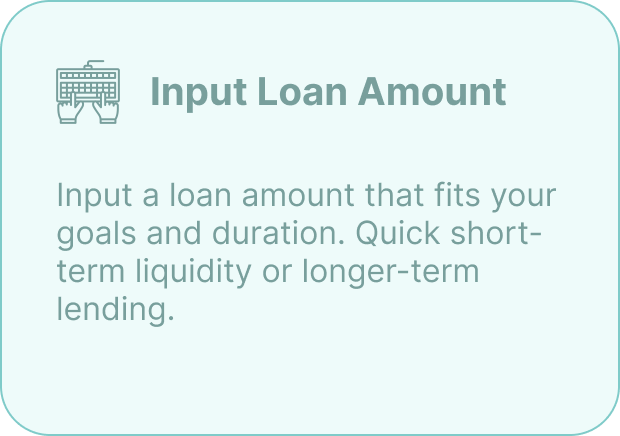 Input Loan Amount
Input a loan amount that fits your
goals and duration. Quick short-
term liquidity or longer-term
lending.